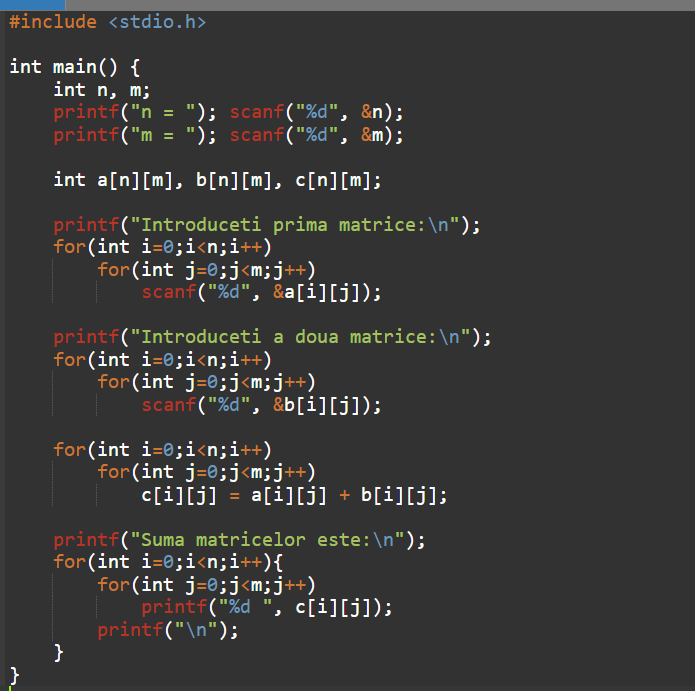 #include <stdio.h>

int main() {
    int n, m;
    printf("n = "); scanf("%d", &n);
    printf("m = "); scanf("%d", &m);

    int a[n][m], b[n][m], c[n][m];

    printf("Introduceti prima matrice:\n");
    for(int i=0;i<n;i++)
        for(int j=0;j<m;j++)
            scanf("%d", &a[i][j]);

    printf("Introduceti a doua matrice:\n");
    for(int i=0;i<n;i++)
        for(int j=0;j<m;j++)
            scanf("%d", &b[i][j]);

    for(int i=0;i<n;i++)
        for(int j=0;j<m;j++)
            c[i][j] = a[i][j] + b[i][j];

    printf("Suma matricelor este:\n");
    for(int i=0;i<n;i++){
        for(int j=0;j<m;j++)
            printf("%d ", c[i][j]);
        printf("\n");
    }
}